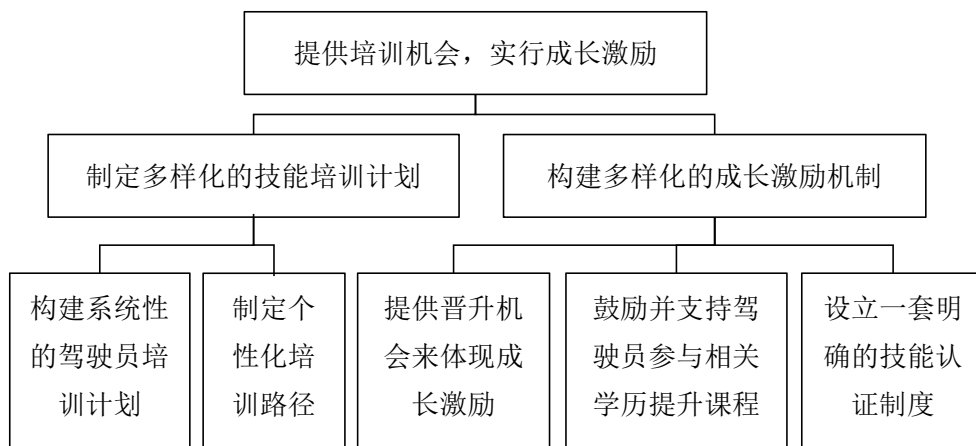 提供培训机会，实行成长激励
制定多样化的技能培训计划
构建多样化的成长激励机制
构建系统性
的驾驶员培
训计划
制定个
性化培
训路径
提供晋升机
会来体现成
长激励
鼓励并支持驾
驶员参与相关
学历提升课程
设立一套明
确的技能认
证制度